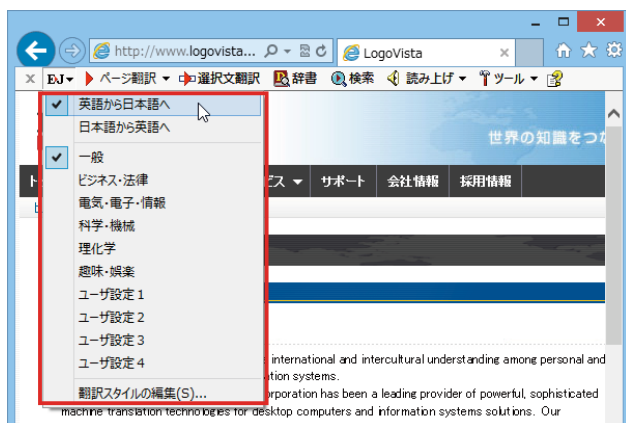 http://www.logovista...
LogoVista
EJ ページ翻訳 選択文翻訳 辞書 検索 読み上げ ツール
英語から日本語へ
日本語から英語へ
世界の知識をつな
一般
ビジネス・法律
ビス サポート 会社情報 採用情報
電気・電子・情報
科学・機械
理化学
趣味・娯楽
ユーザ設定1
ユーザ設定2
ユーザ設定3
ユーザ設定4
international and intercultural understanding among personal and
ation systems.
翻訳スタイルの編集(S)...
orporation has been a leading provider of powerful, sophisticated
machine translation technologies for desktop computers and information systems solutions. Our